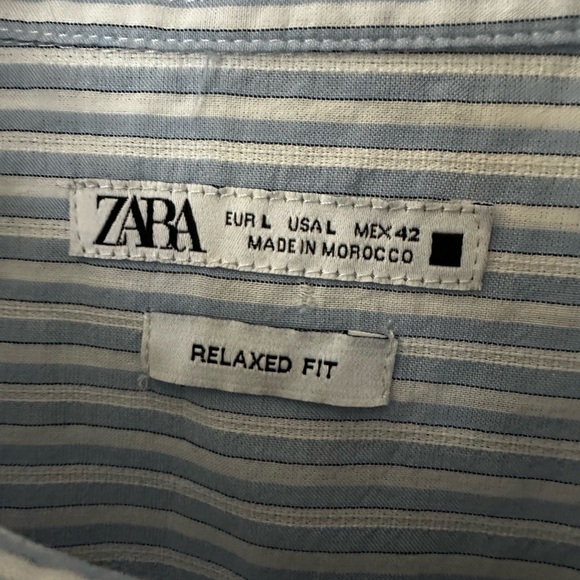 ZARA
EUR L USA L MEX 42
MADE IN MOROCCO
RELAXED FIT